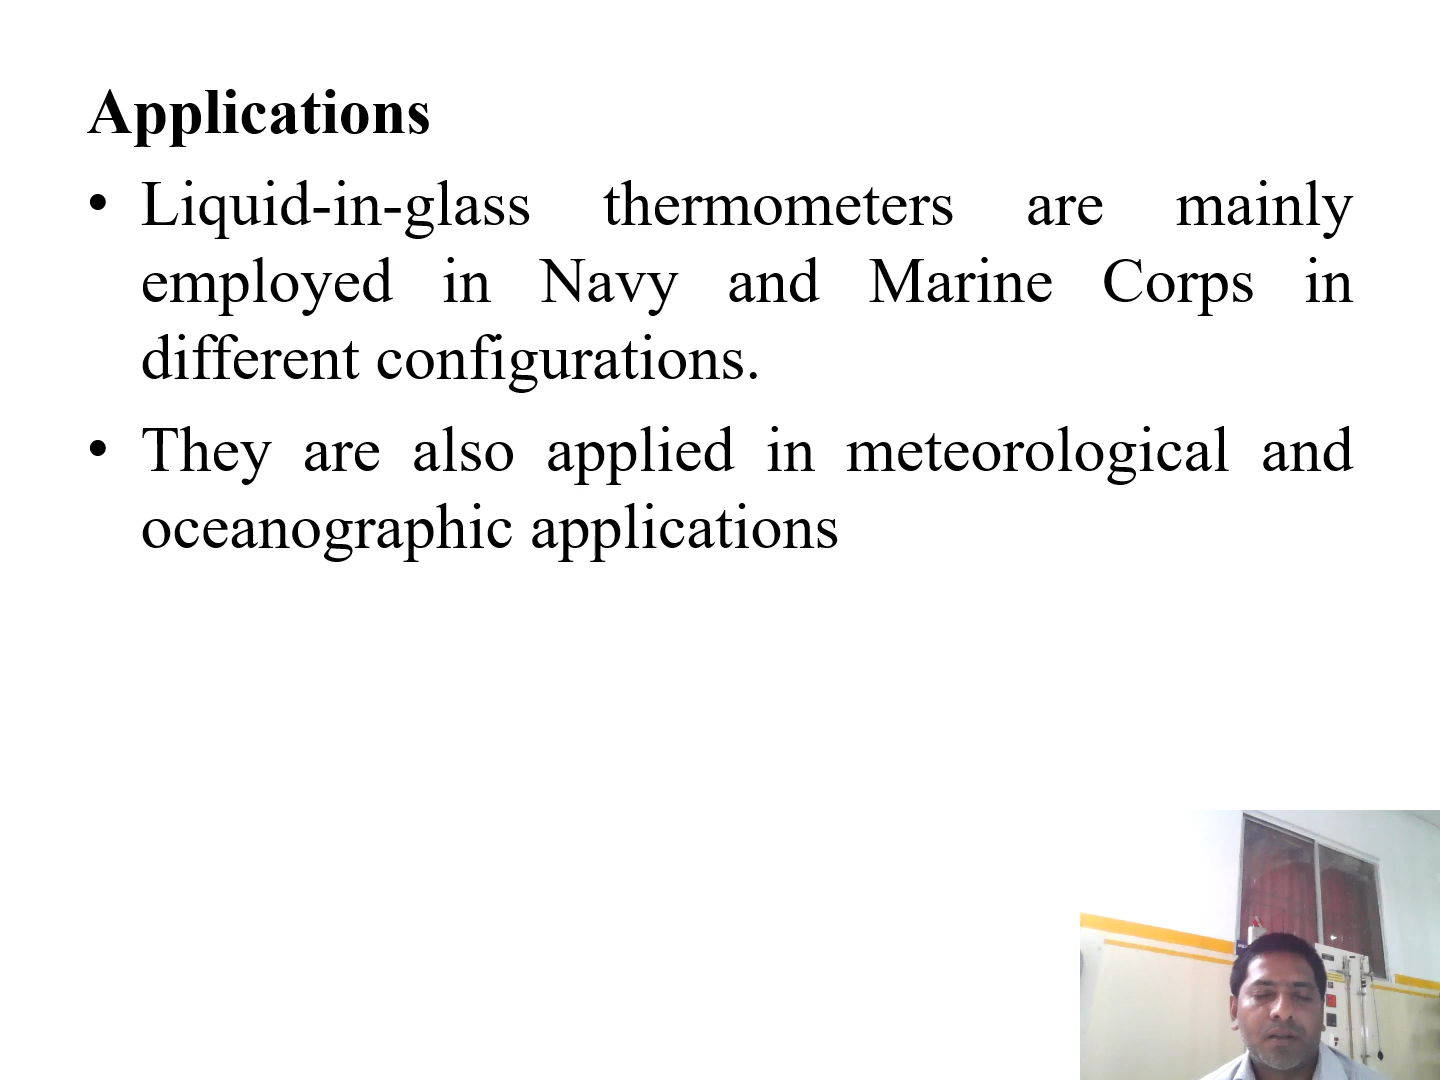 Applications
• Liquid-in-glass thermometers are mainly
employed in Navy and Marine Corps in
different configurations.
• They are also applied in meteorological and
oceanographic applications